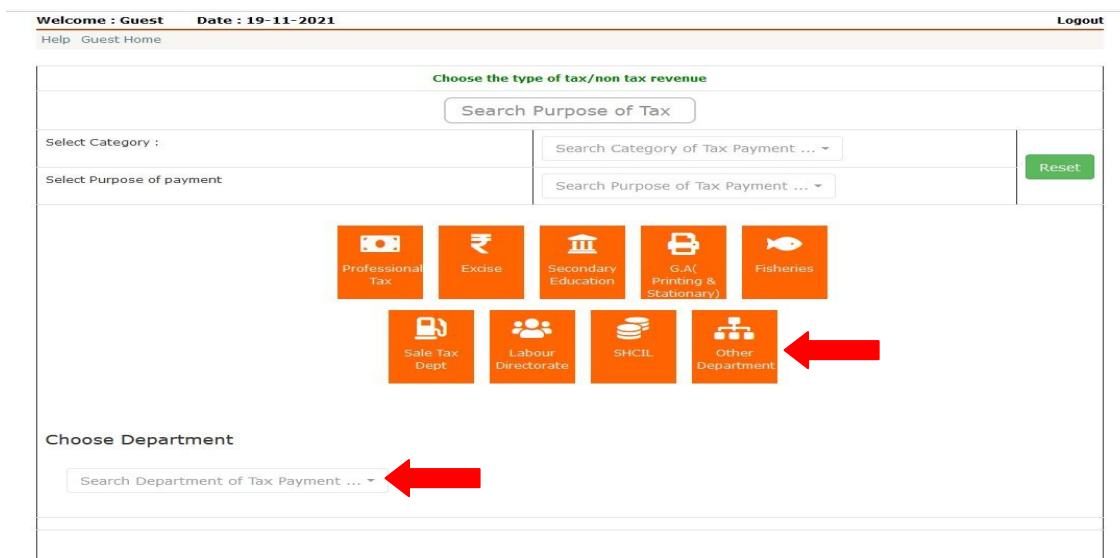 Welcome : Guest Date : 19-11-2021 Logout
Help Guest Home
Choose the type of tax/non tax revenue
Search Purpose of Tax
Select Category :
Search Category of Tax Payment ...
Reset
Select Purpose of payment
Search Purpose of Tax Payment ...
Professional
Tax
Excise
Secondary
Education
G.A(
Printing &
Stationary)
Fisheries
Sale Tax
Dept
Labour
Directorate
SHCIL
Other
Department
Choose Department
Search Department of Tax Payment ...